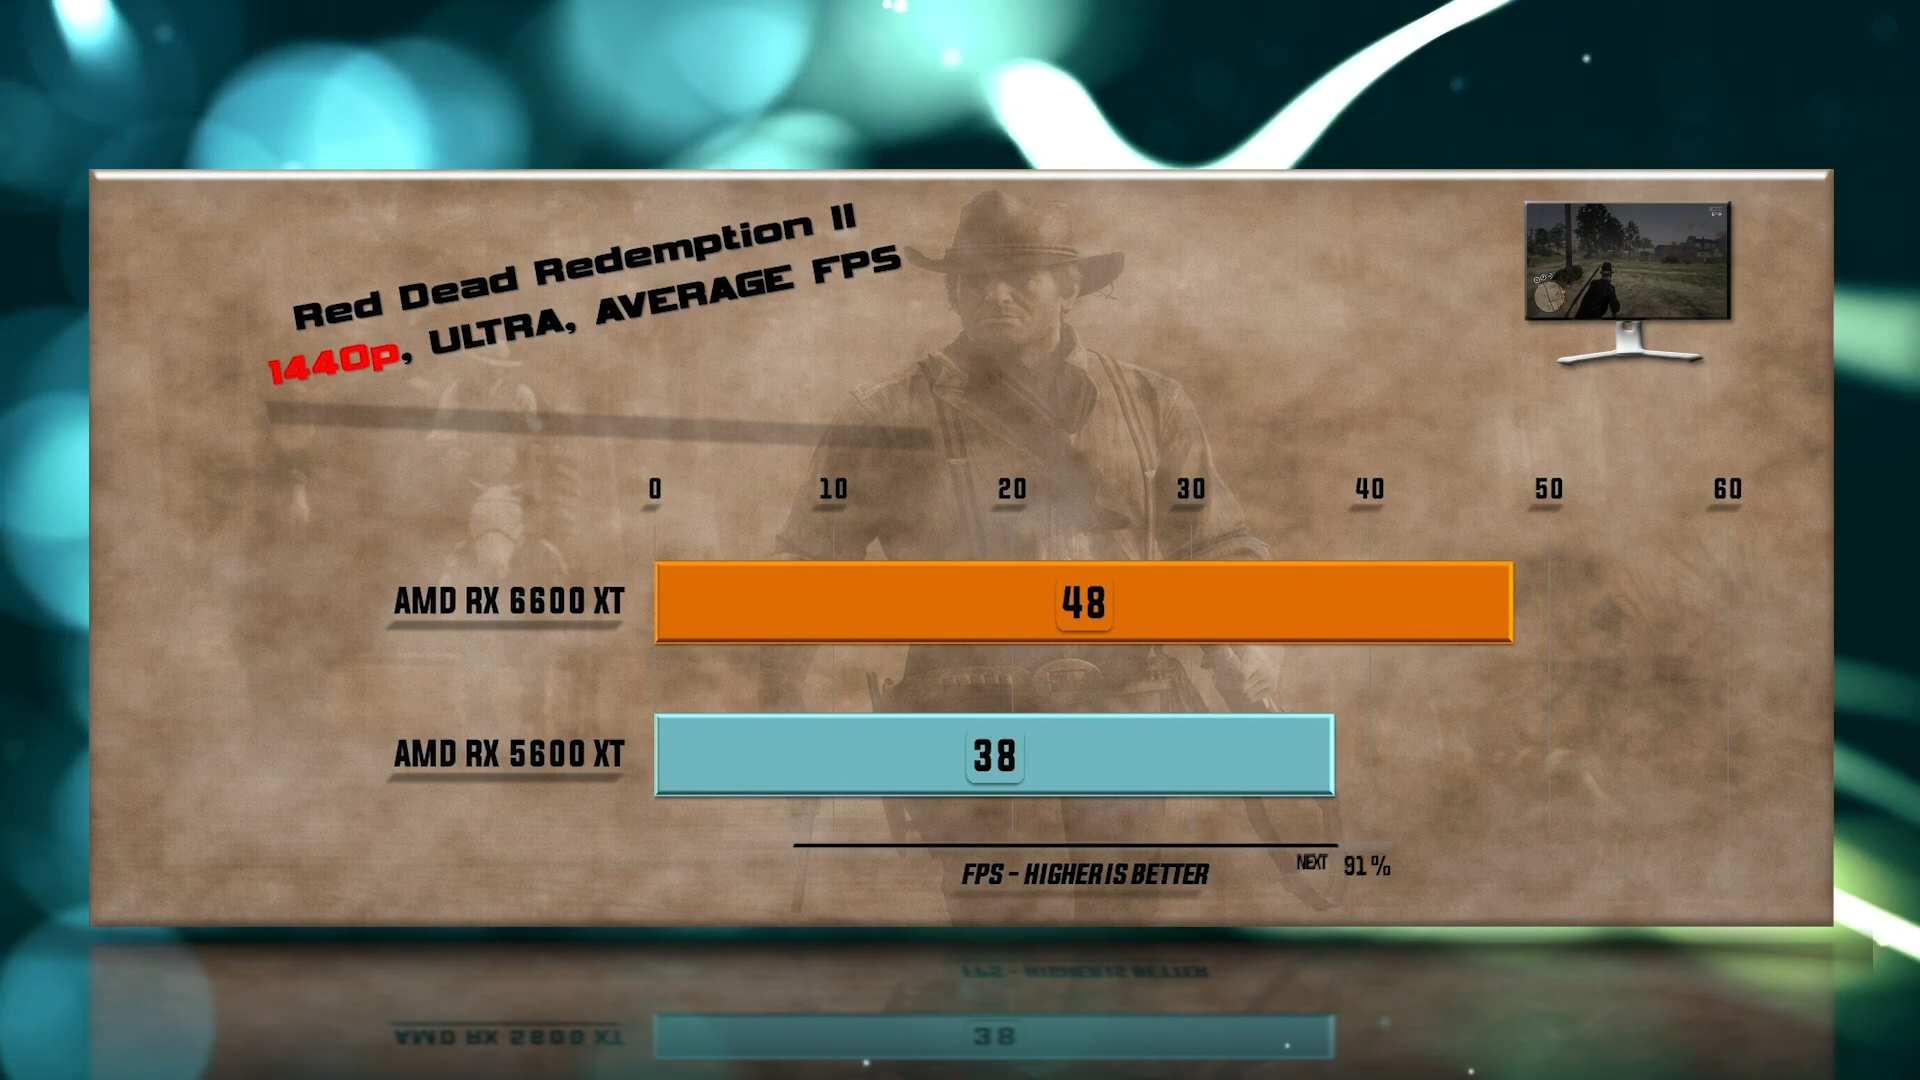 Red Dead Redemption II
1440p, ULTRA, AVERAGE FPS
0 10 20 30 40 50 60
AMD RX 6600 XT
48
AMD RX 5600 XT
38
FPS - HIGHER IS BETTER
NEXT 91%